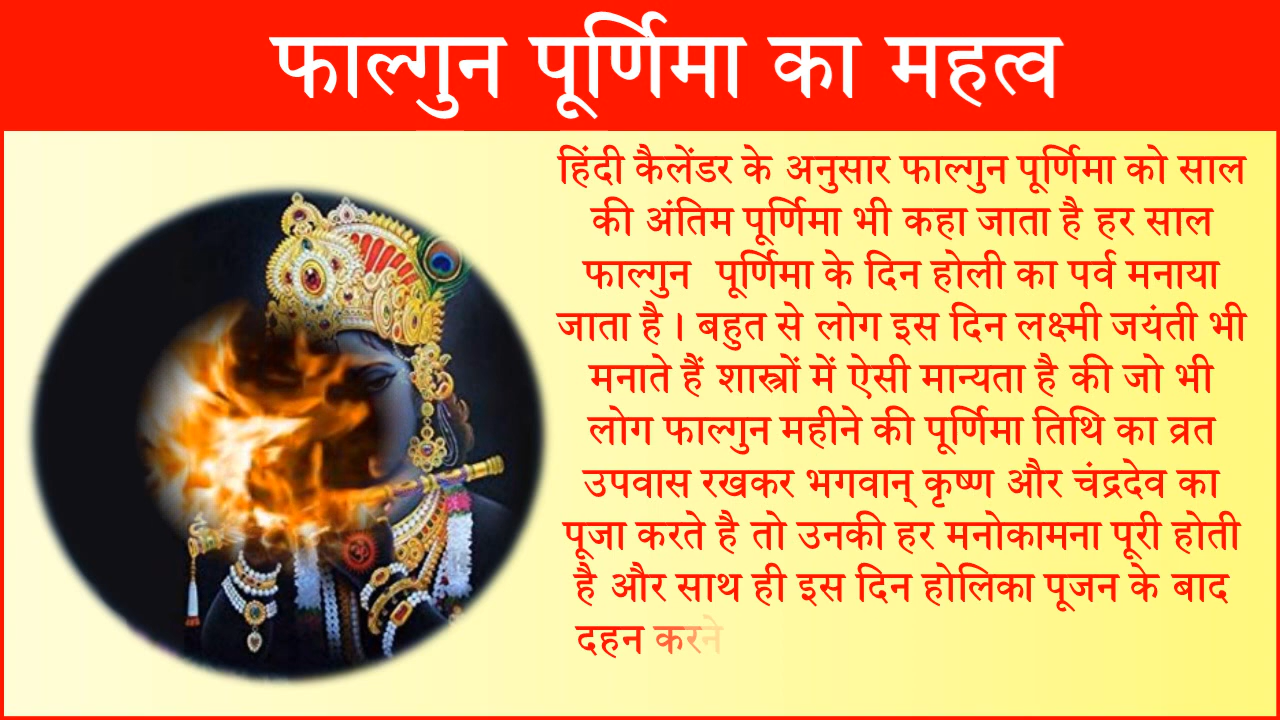 फाल्गुन पूर्णिमा का महत्व
हिंदी कैलेंडर के अनुसार फाल्गुन पूर्णिमा को साल
की अंतिम पूर्णिमा भी कहा जाता है हर साल
फाल्गुन पूर्णिमा के दिन होली का पर्व मनाया
जाता है । बहुत से लोग इस दिन लक्ष्मी जयंती भी
मनाते हैं शास्त्रों में ऐसी मान्यता है की जो भी
लोग फाल्गुन महीने की पूर्णिमा तिथि का व्रत
उपवास रखकर भगवान् कृष्ण और चंद्रदेव का
पूजा करते है तो उनकी हर मनोकामना पूरी होती
है और साथ ही इस दिन होलिका पूजन के बाद
दहन करने